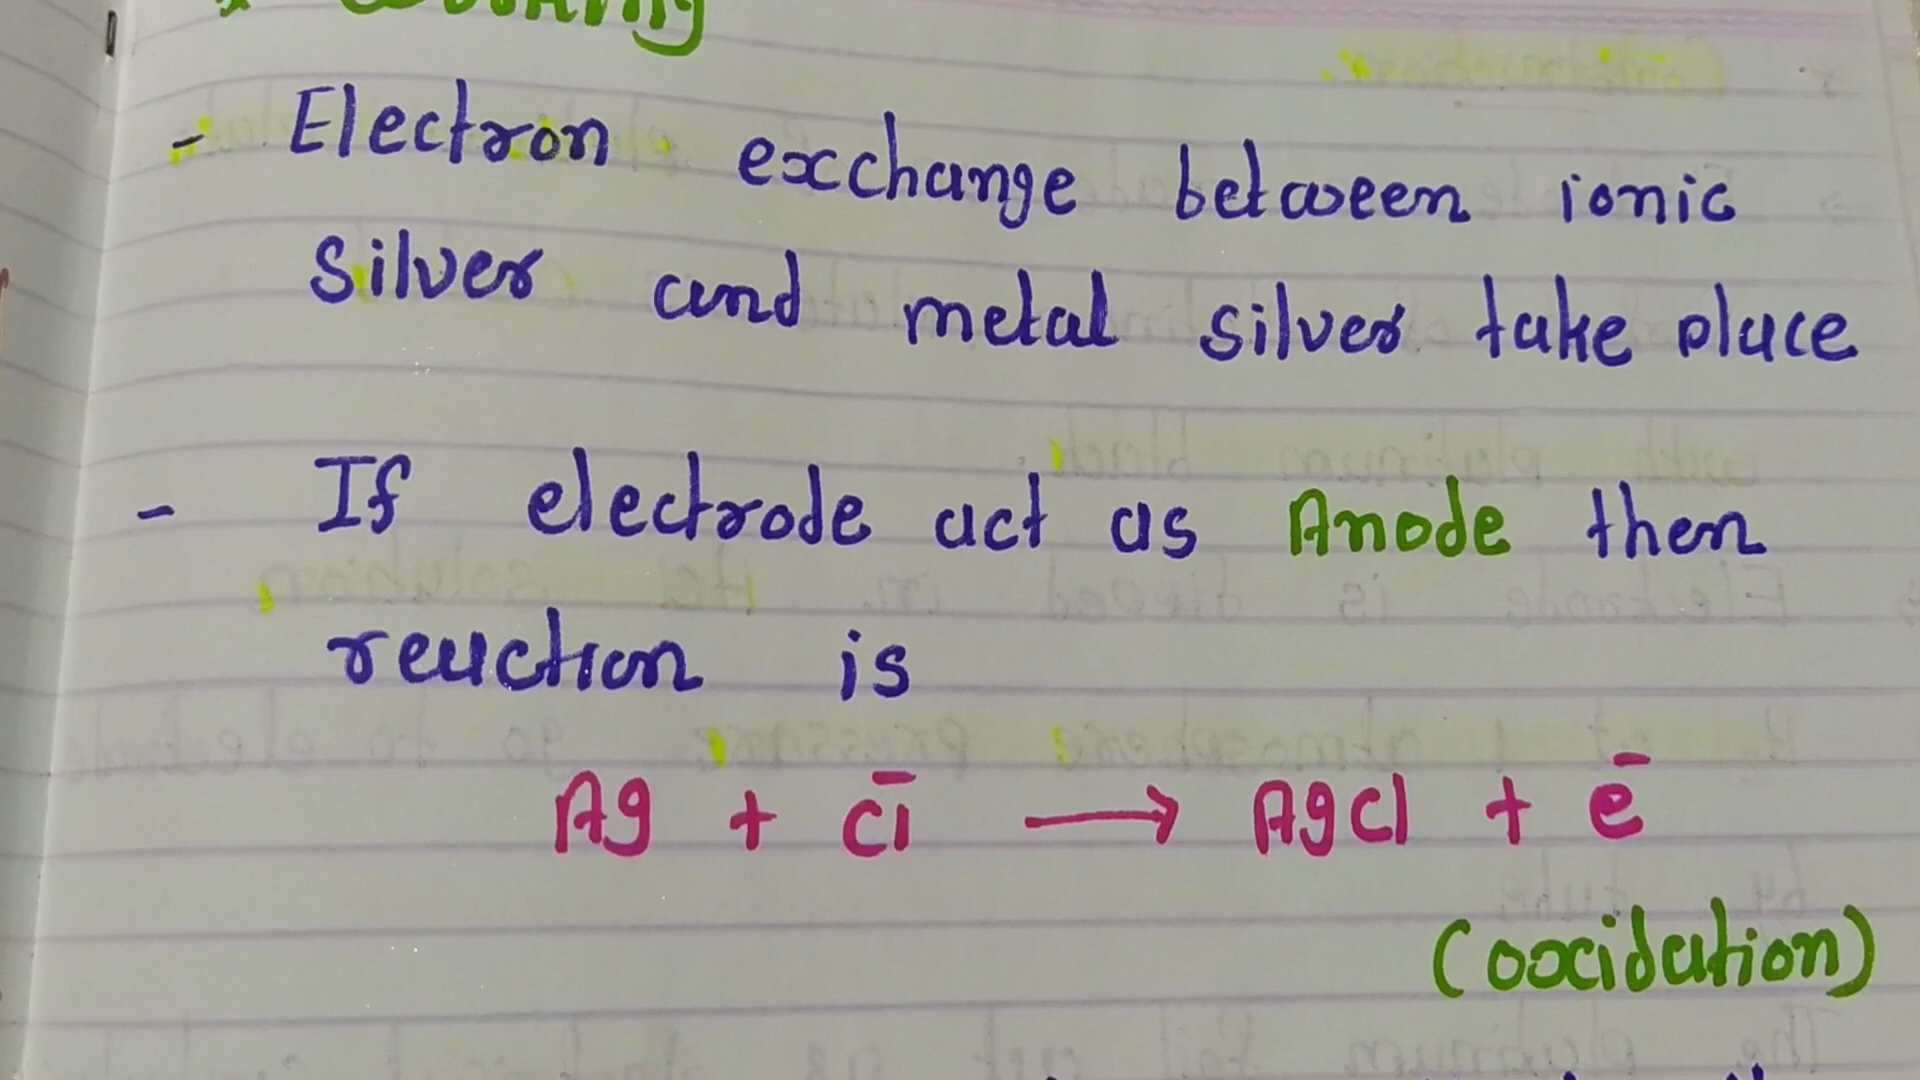 Working
- Electron exchange between ionic
silver and metal silver take place
- If electrode act as Anode then
reaction is
Ag + Cl⁻ → AgCl + e⁻
(oxidation)